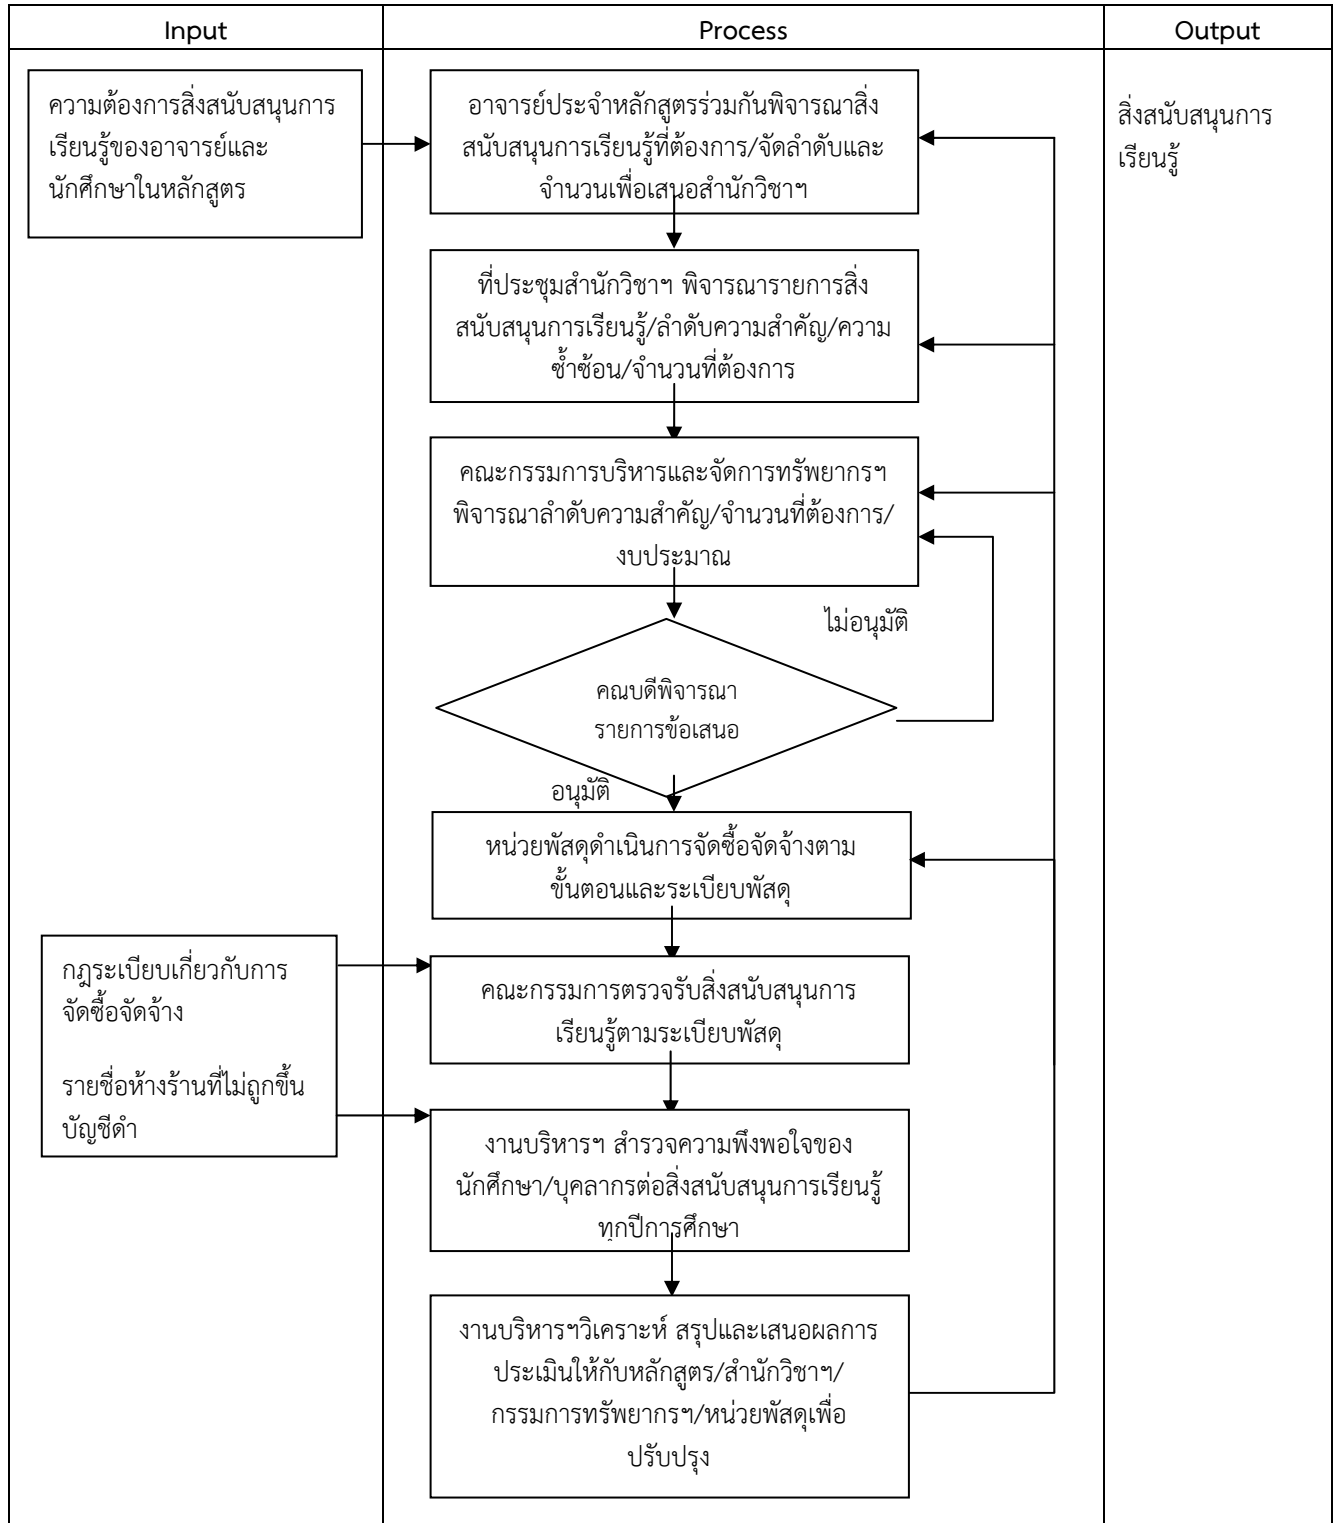 Input
Process
Output
ความต้องการสิ่งสนับสนุนการ
เรียนรู้ของอาจารย์และ
นักศึกษาในหลักสูตร
อาจารย์ประจำหลักสูตรร่วมกันพิจารณาสิ่ง
สนับสนุนการเรียนรู้ที่ต้องการ/จัดลำดับและ
จำนวนเพื่อเสนอสำนักวิชาฯ
สิ่งสนับสนุนการ
เรียนรู้
ที่ประชุมสำนักวิชาฯ พิจารณารายการสิ่ง
สนับสนุนการเรียนรู้/ลำดับความสำคัญ/ความ
ซ้ำซ้อน/จำนวนที่ต้องการ
คณะกรรมการบริหารและจัดการทรัพยากรฯ
พิจารณาลำดับความสำคัญ/จำนวนที่ต้องการ/
งบประมาณ
ไม่อนุมัติ
คณบดีพิจารณา
รายการข้อเสนอ
อนุมัติ
หน่วยพัสดุดำเนินการจัดซื้อจัดจ้างตาม
ขั้นตอนและระเบียบพัสดุ
กฎระเบียบเกี่ยวกับการ
จัดซื้อจัดจ้าง
รายชื่อห้างร้านที่ไม่ถูกขึ้น
บัญชีดำ
คณะกรรมการตรวจรับสิ่งสนับสนุนการ
เรียนรู้ตามระเบียบพัสดุ
งานบริหารฯ สำรวจความพึงพอใจของ
นักศึกษา/บุคลากรต่อสิ่งสนับสนุนการเรียนรู้
ทุกปีการศึกษา
งานบริหารฯวิเคราะห์ สรุปและเสนอผลการ
ประเมินให้กับหลักสูตร/สำนักวิชาฯ/
กรรมการทรัพยากรฯ/หน่วยพัสดุเพื่อ
ปรับปรุง